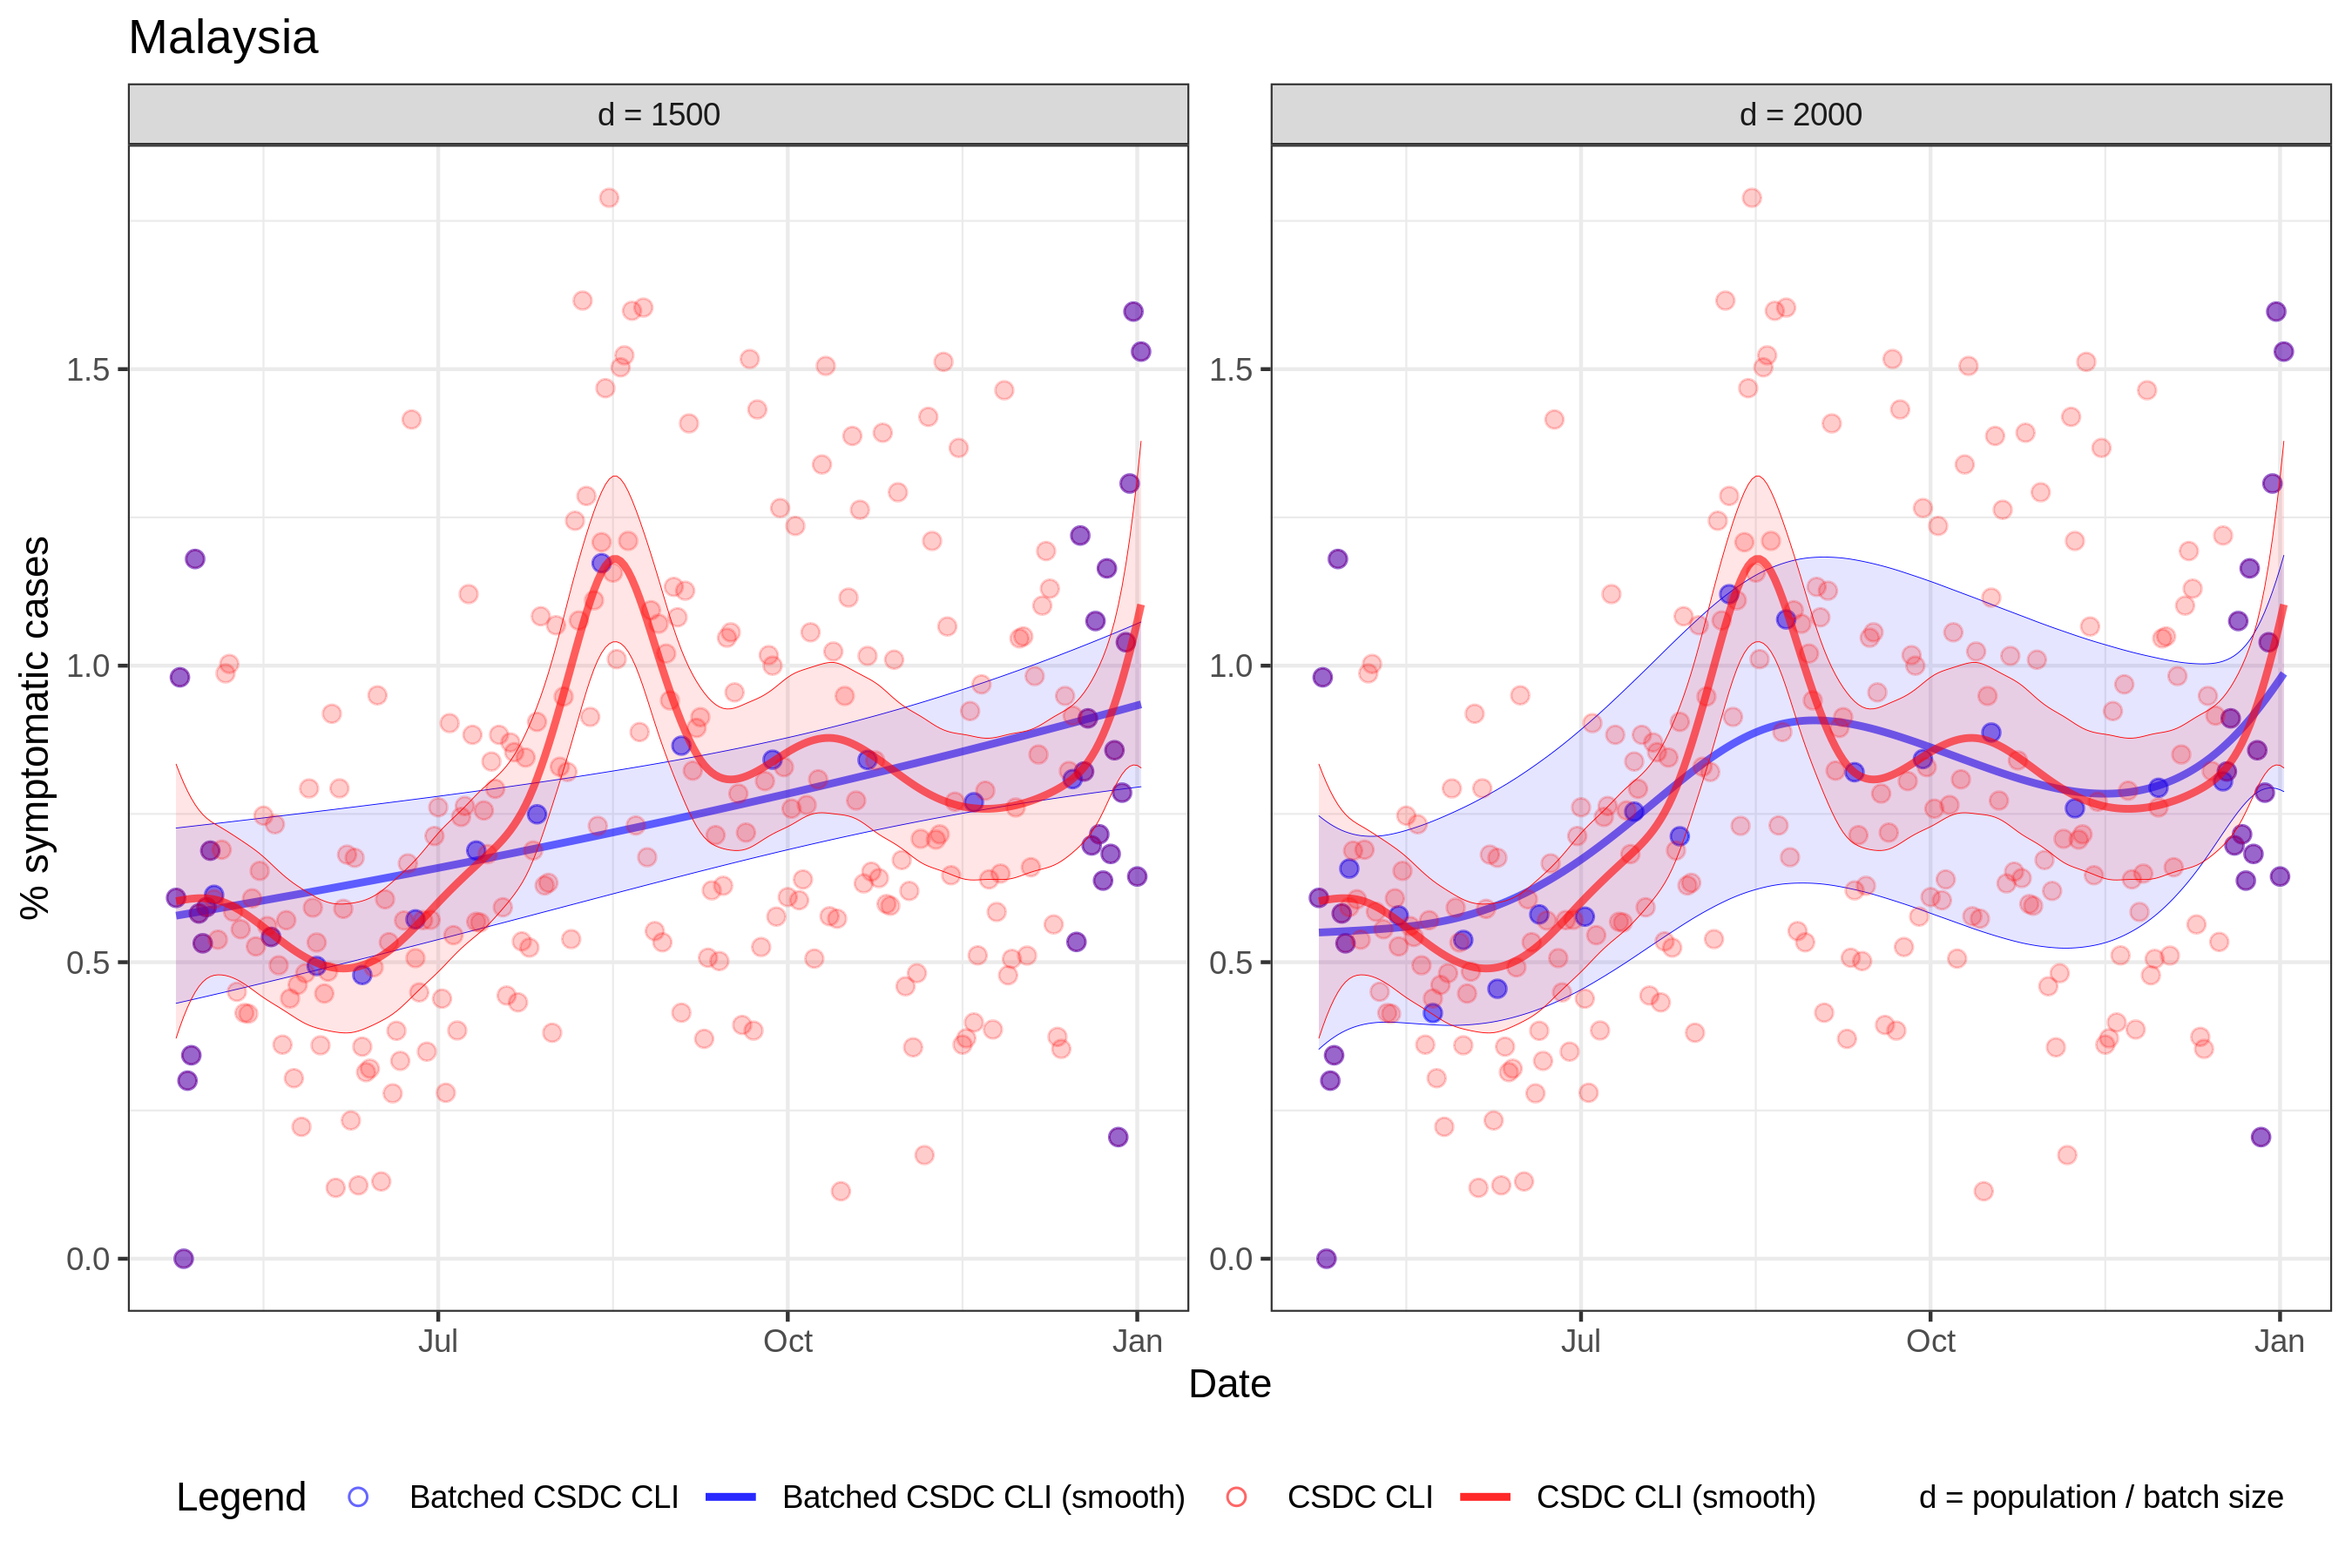 Malaysia
d = 1500
d = 2000
% symptomatic cases
1.5
1.0
0.5
0.0
1.5
1.0
0.5
0.0
Jul
Oct
Jan
Jul
Oct
Jan
Date
Legend
Batched CSDC CLI
Batched CSDC CLI (smooth)
CSDC CLI
CSDC CLI (smooth)
d = population / batch size